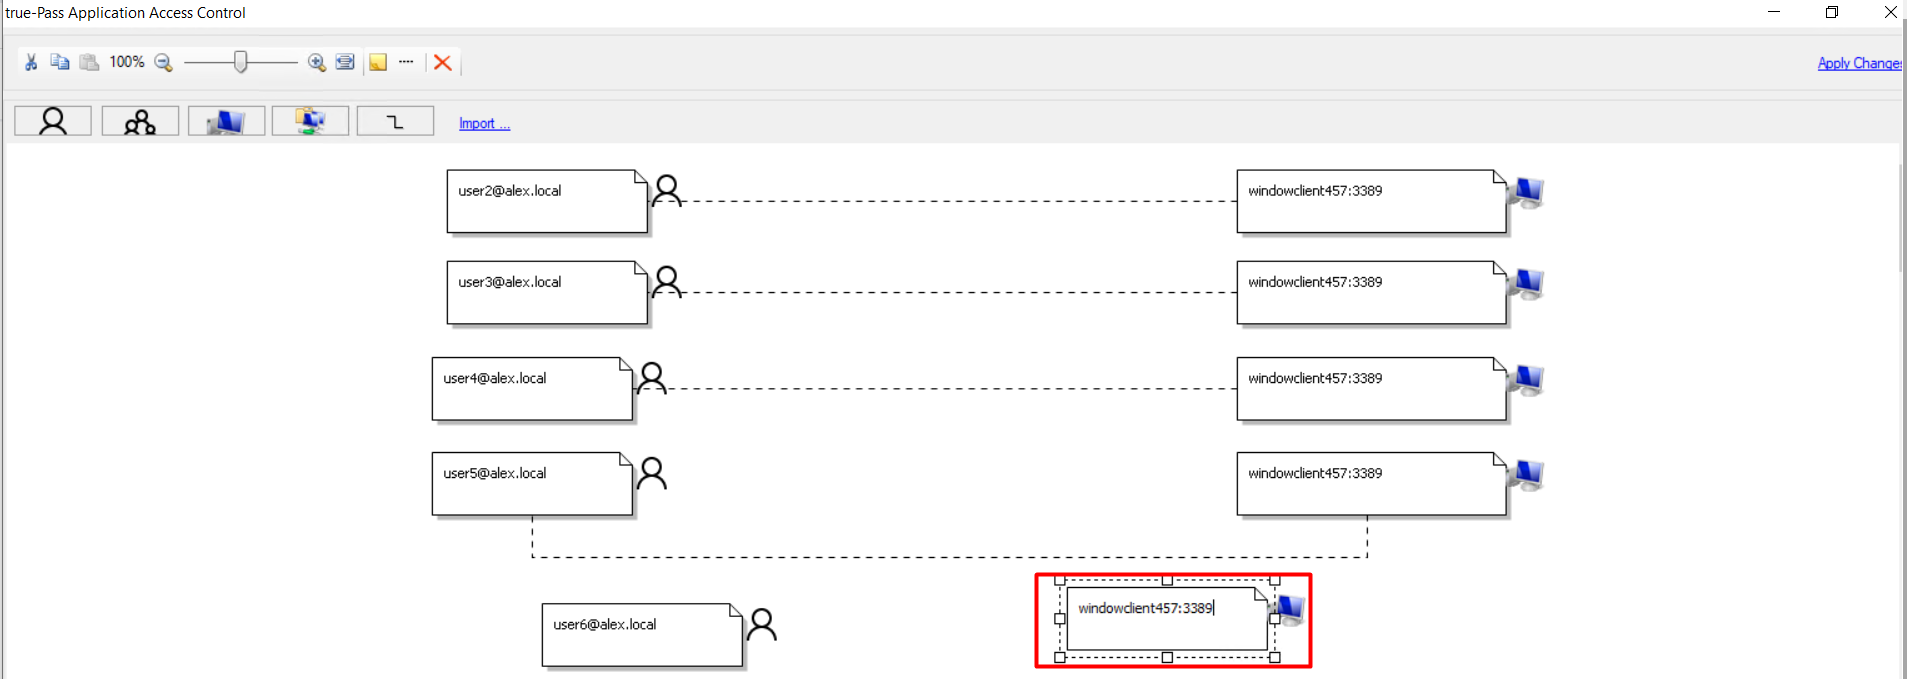 true-Pass Application Access Control
100%
Apply Changes
Import ...
user2@alex.local
windowclient457:3389
user3@alex.local
windowclient457:3389
user4@alex.local
windowclient457:3389
user5@alex.local
windowclient457:3389
user6@alex.local
windowclient457:3389